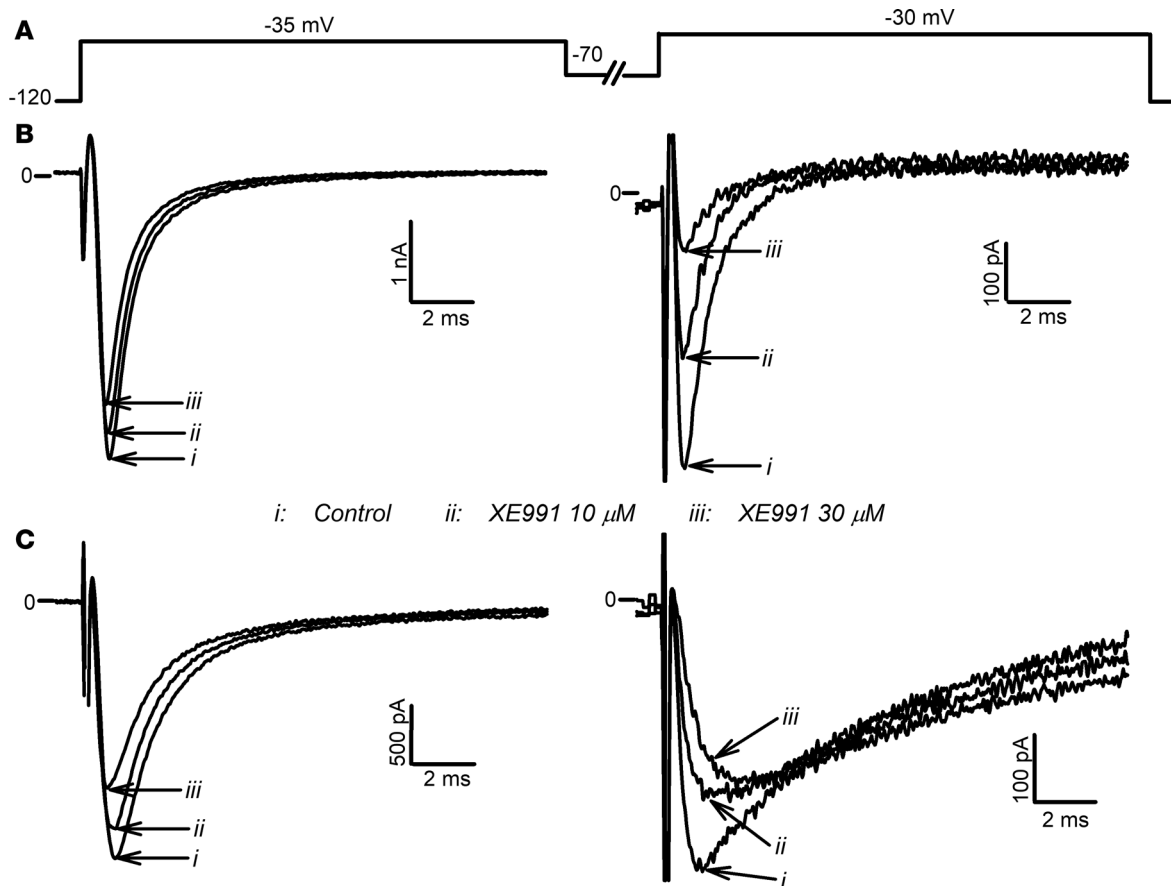 A
-35 mV
-30 mV
-70
-120
B
0
0
1 nA
2 ms
100 pA
2 ms
iii
ii
i
iii
ii
i
i: Control ii: XE991 10 μM iii: XE991 30 μM
C
0
0
500 pA
2 ms
100 pA
2 ms
iii
ii
i
iii
ii
i